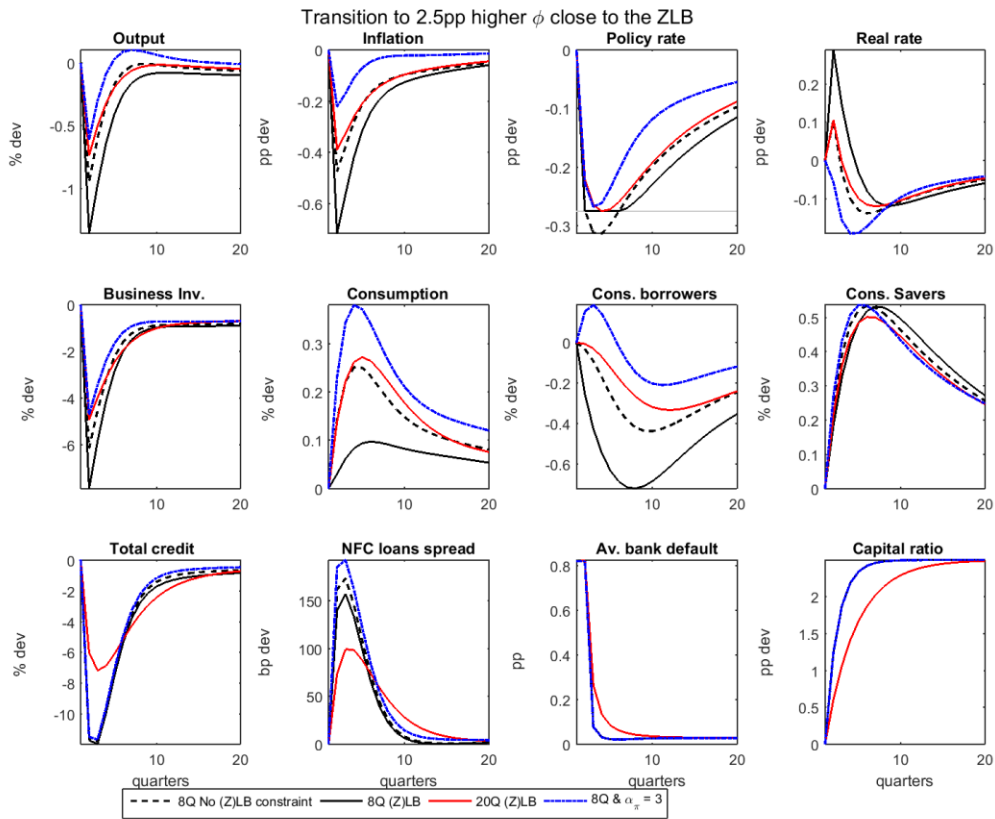 Transition to 2.5pp higher ϕ close to the ZLB
Output
Inflation
Policy rate
Real rate
% dev
0
-0.5
-1
10
20
pp dev
0
-0.2
-0.4
-0.6
10
20
pp dev
0
-0.1
-0.2
-0.3
10
20
pp dev
0.2
0.1
0
-0.1
10
20
Business Inv.
Consumption
Cons. borrowers
Cons. Savers
% dev
0
-2
-4
-6
10
20
% dev
0.3
0.2
0.1
0
10
20
% dev
0
-0.2
-0.4
-0.6
10
20
% dev
0.5
0.4
0.3
0.2
0.1
0
10
20
Total credit
NFC loans spread
Av. bank default
Capital ratio
% dev
0
-2
-4
-6
-8
-10
10
20
quarters
bp dev
150
100
50
0
10
20
quarters
pp
0.8
0.6
0.4
0.2
0
10
20
quarters
pp dev
2
1.5
1
0.5
0
10
20
quarters
8Q No (Z)LB constraint 8Q (Z)LB 20Q (Z)LB 8Q & α_π = 3